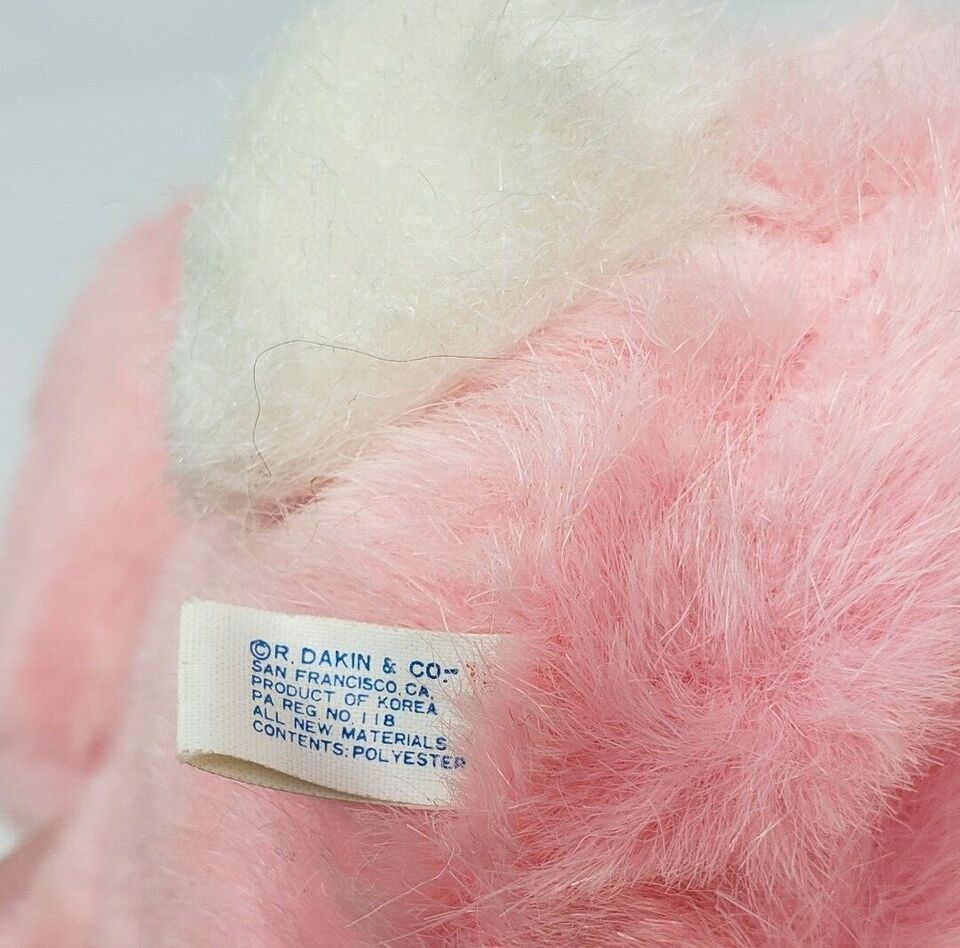 ©R. DAKIN & CO.-
SAN FRANCISCO, CA.
PRODUCT OF KOREA
PA REG NO. 118
ALL NEW MATERIALS
CONTENTS: POLYESTER